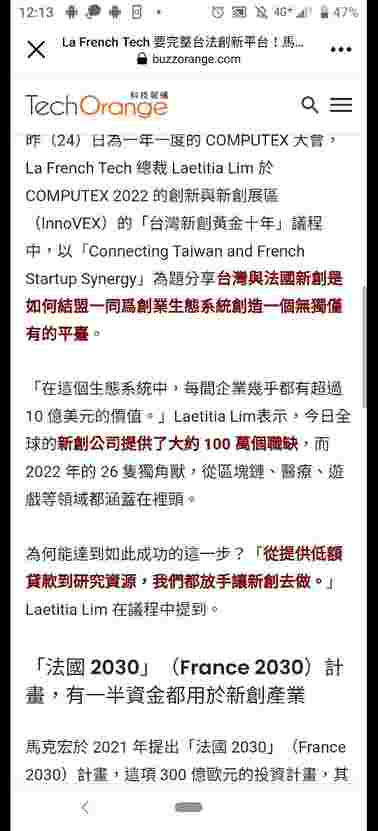 12:13
4G+
47%
La French Tech 要完整台法創新平台！馬...
buzzorange.com
科技報橘
TechOrange
昨（24）日為一年一度的 COMPUTEX 大會，
La French Tech 總裁 Laetitia Lim 於
COMPUTEX 2022 的創新與新創展區
（InnoVEX）的「台灣新創黃金十年」議程
中，以「Connecting Taiwan and French
Startup Synergy」為題分享台灣與法國新創是
如何結盟一同爲創業生態系統創造一個無獨僅
有的平臺。
「在這個生態系統中，每間企業幾乎都有超過
10 億美元的價值。」Laetitia Lim表示，今日全
球的新創公司提供了大約 100 萬個職缺，而
2022 年的 26 隻獨角獸，從區塊鏈、醫療、遊
戲等領域都涵蓋在裡頭。
為何能達到如此成功的這一步？「從提供低額
貸款到研究資源，我們都放手讓新創去做。」
Laetitia Lim 在議程中提到。
「法國 2030」（France 2030）計
畫，有一半資金都用於新創產業
馬克宏於 2021 年提出「法國 2030」（France
2030）計畫，這項 300 億歐元的投資計畫，其